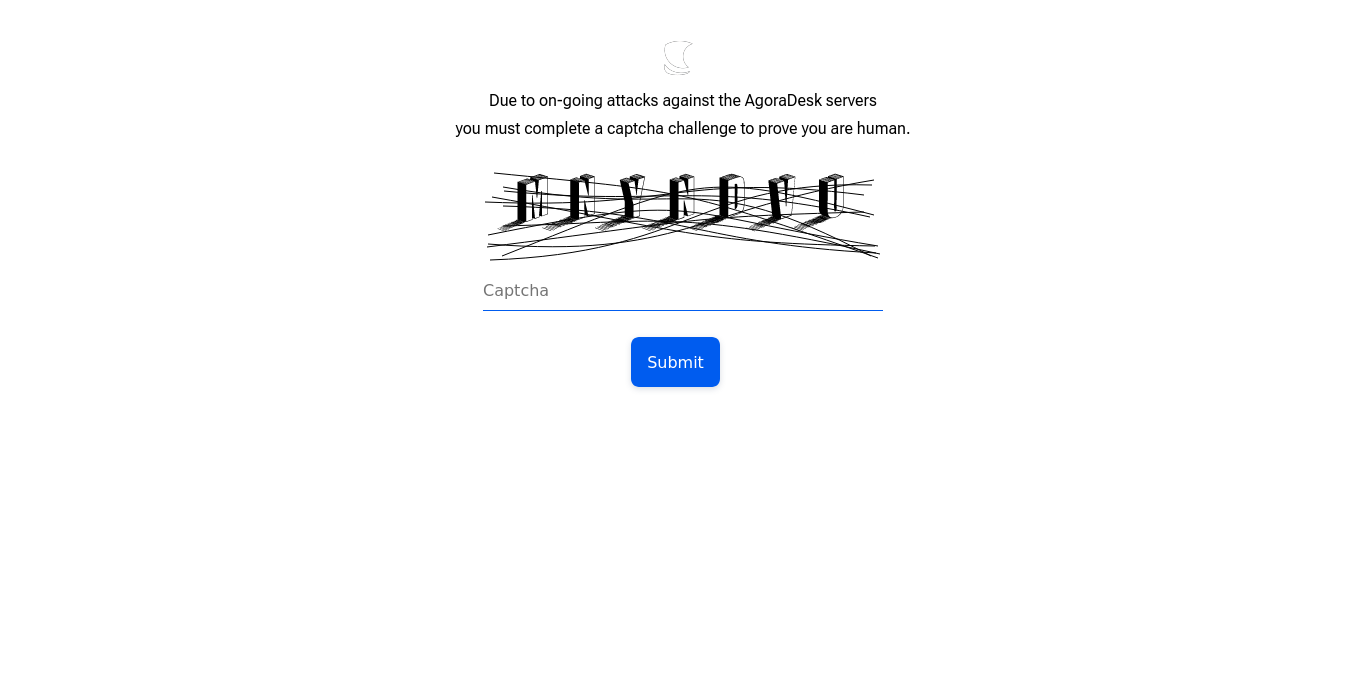 Due to on-going attacks against the AgoraDesk servers
you must complete a captcha challenge to prove you are human.
Captcha
Submit